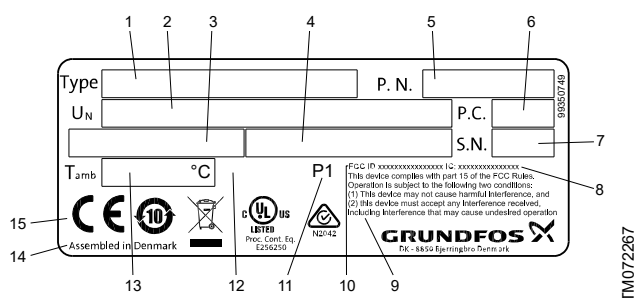 1 2 3 4 5 6
Type P. N.
99350749
UN P.C.
S.N. 7
Tamb °C P1 FCC ID xxxxxxxxxxxxxxx IC: xxxxxxxxxxxxxxx 8
This device complies with part 15 of the FCC Rules.
Operation is subject to the following two conditions:
(1) This device may not cause harmful Interference, and
(2) this device must accept any Interference received,
Including Interference that may cause undesired operation
15 CE 10 C UL US
LISTED N2042
Proc. Cont. Eq.
E256250
GRUNDFOS X
14 Assembled in Denmark DK - 8850 Bjerringbro Denmark
13 12 11 10 9
TM072267